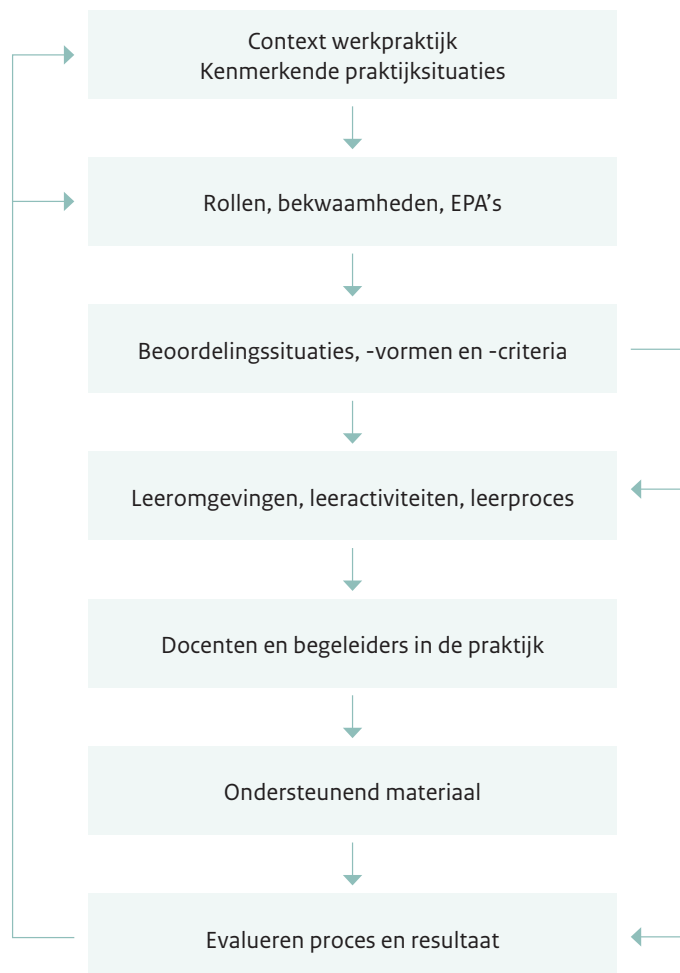 Context werkpraktijk
Kenmerkende praktijksituaties
Rollen, bekwaamheden, EPA’s
Beoordelingssituaties, -vormen en -criteria
Leeromgevingen, leeractiviteiten, leerproces
Docenten en begeleiders in de praktijk
Ondersteunend materiaal
Evalueren proces en resultaat